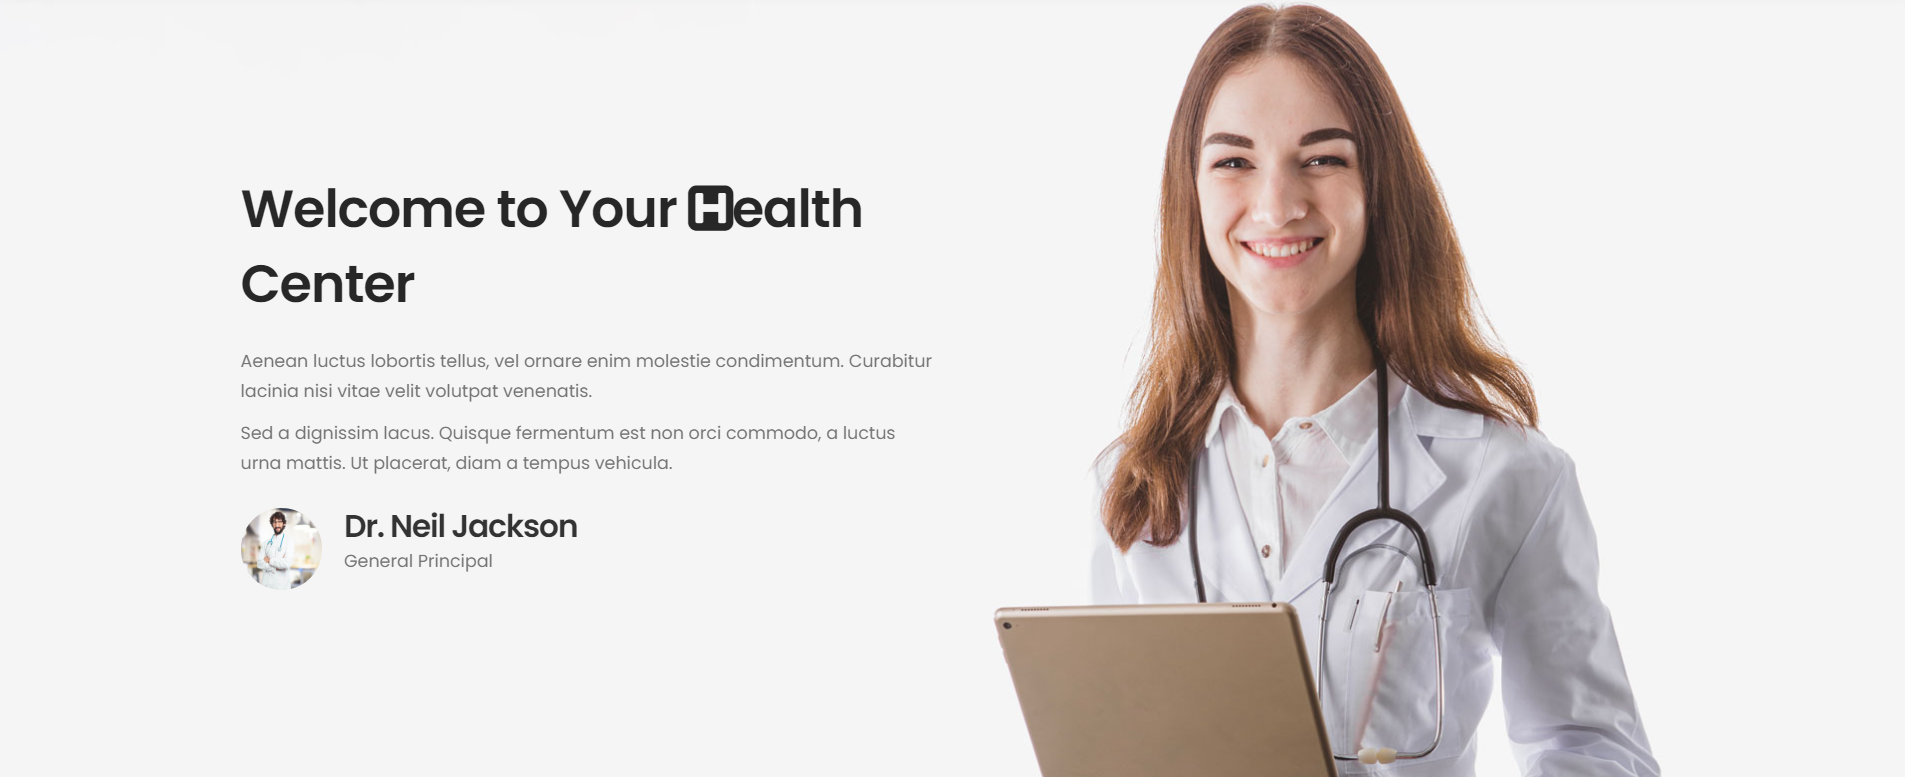 Welcome to Your Health
Center
Aenean luctus lobortis tellus, vel ornare enim molestie condimentum. Curabitur
lacinia nisi vitae velit volutpat venenatis.
Sed a dignissim lacus. Quisque fermentum est non orci commodo, a luctus
urna mattis. Ut placerat, diam a tempus vehicula.
Dr. Neil Jackson
General Principal